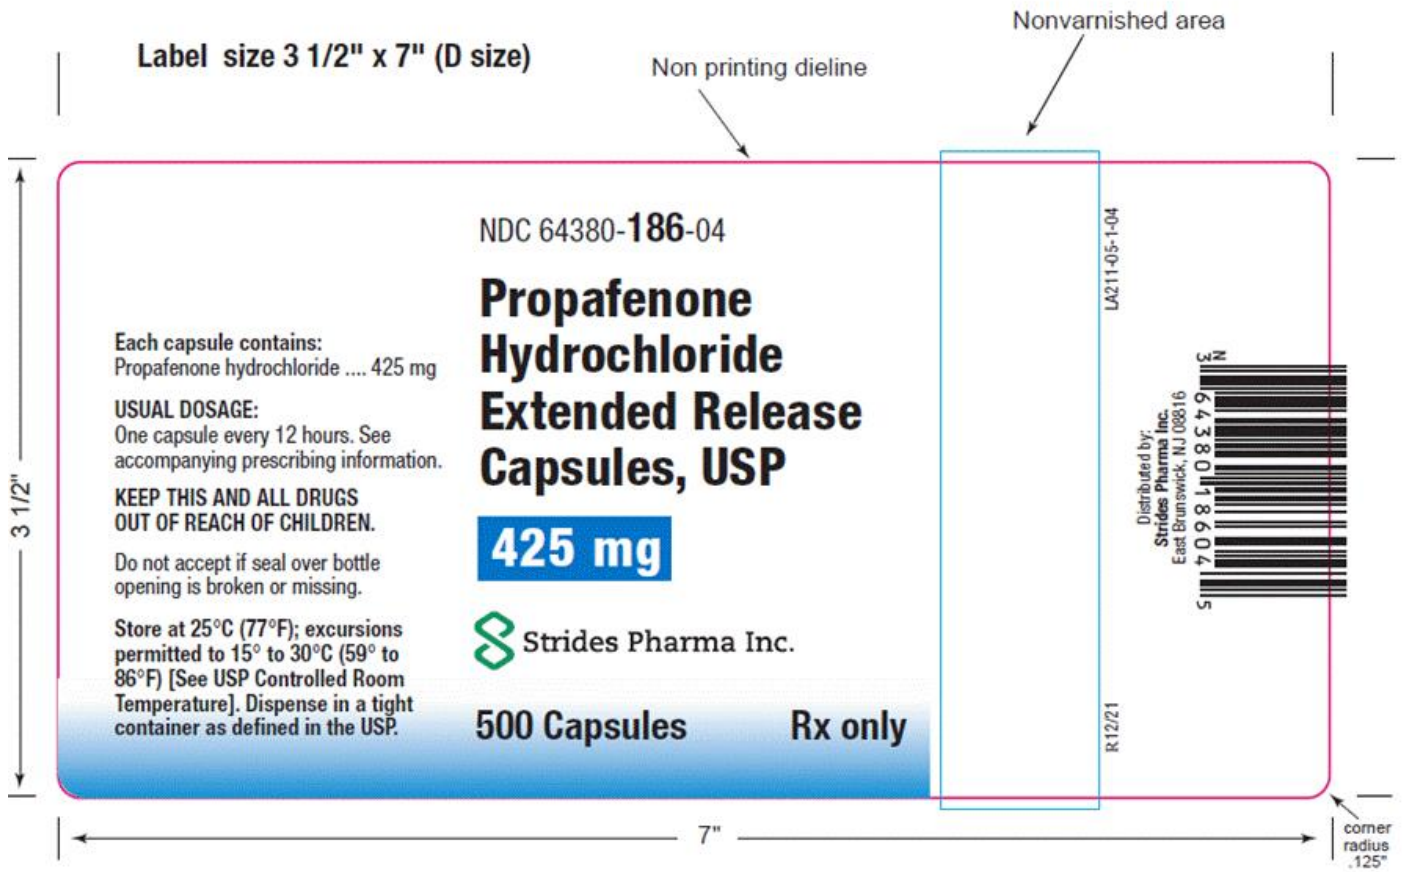 Label size 3 1/2" x 7" (D size)
Non printing dieline
Nonvarnished area
3 1/2"
Each capsule contains:
Propafenone hydrochloride .... 425 mg
USUAL DOSAGE:
One capsule every 12 hours. See
accompanying prescribing information.
KEEP THIS AND ALL DRUGS
OUT OF REACH OF CHILDREN.
Do not accept if seal over bottle
opening is broken or missing.
Store at 25°C (77°F); excursions
permitted to 15° to 30°C (59° to
86°F) [See USP Controlled Room
Temperature]. Dispense in a tight
container as defined in the USP.
NDC 64380-186-04
Propafenone
Hydrochloride
Extended Release
Capsules, USP
425 mg
Strides Pharma Inc.
500 Capsules Rx only
LA211-05-1-04
R12/21
Distributed by:
Strides Pharma Inc.
East Brunswick, NJ 08816
N
3 64380 18604 5
7"
corner
radius
.125"